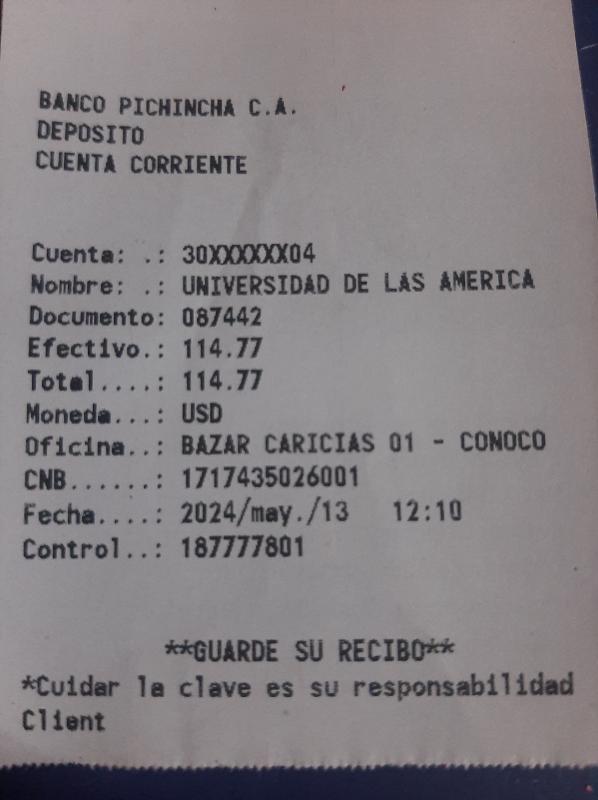 BANCO PICHINCHA C.A.
DEPOSITO
CUENTA CORRIENTE
Cuenta: .: 30XXXXXX04
Nombre: .: UNIVERSIDAD DE LAS AMERICA
Documento: 087442
Efectivo.: 114.77
Total....: 114.77
Moneda...: USD
Oficina..: BAZAR CARICIAS 01 - CONOCO
CNB......: 1717435026001
Fecha....: 2024/may./13 12:10
Control..: 187777801
**GUARDE SU RECIBO**
*Cuidar la clave es su responsabilidad
Client